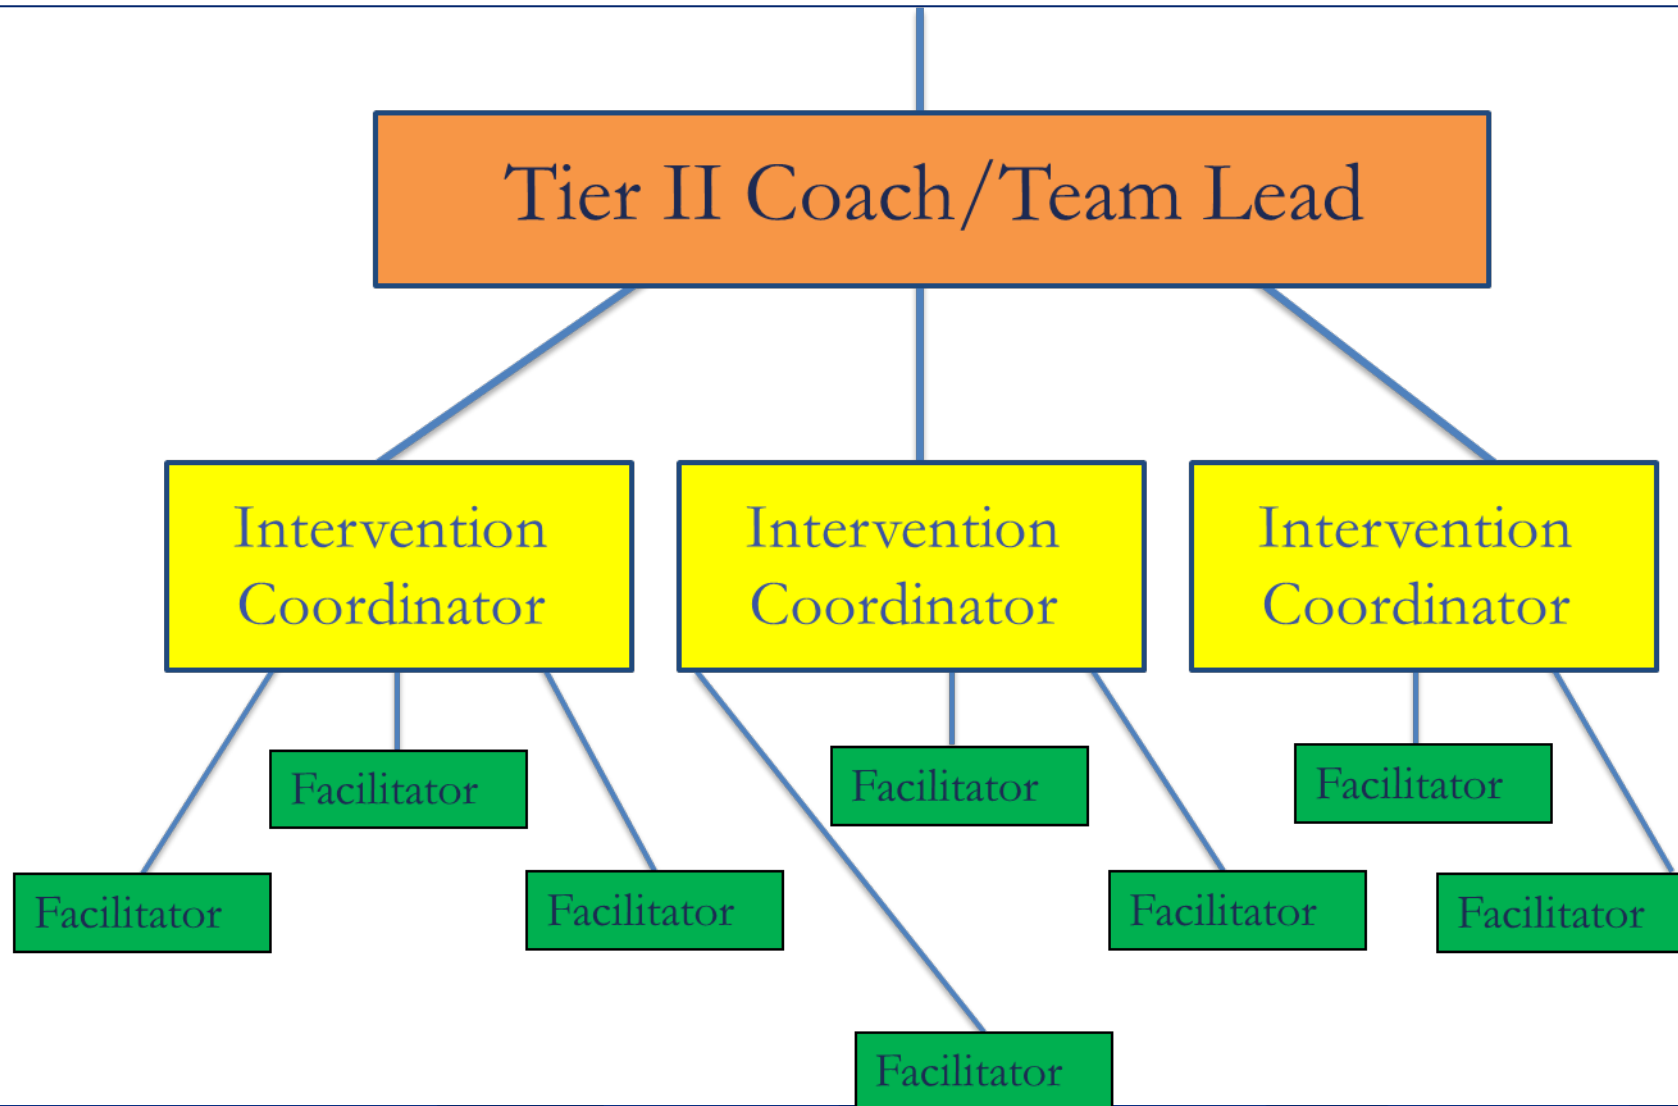 Tier II Coach/Team Lead
Intervention
Coordinator
Intervention
Coordinator
Intervention
Coordinator
Facilitator
Facilitator
Facilitator
Facilitator
Facilitator
Facilitator
Facilitator
Facilitator